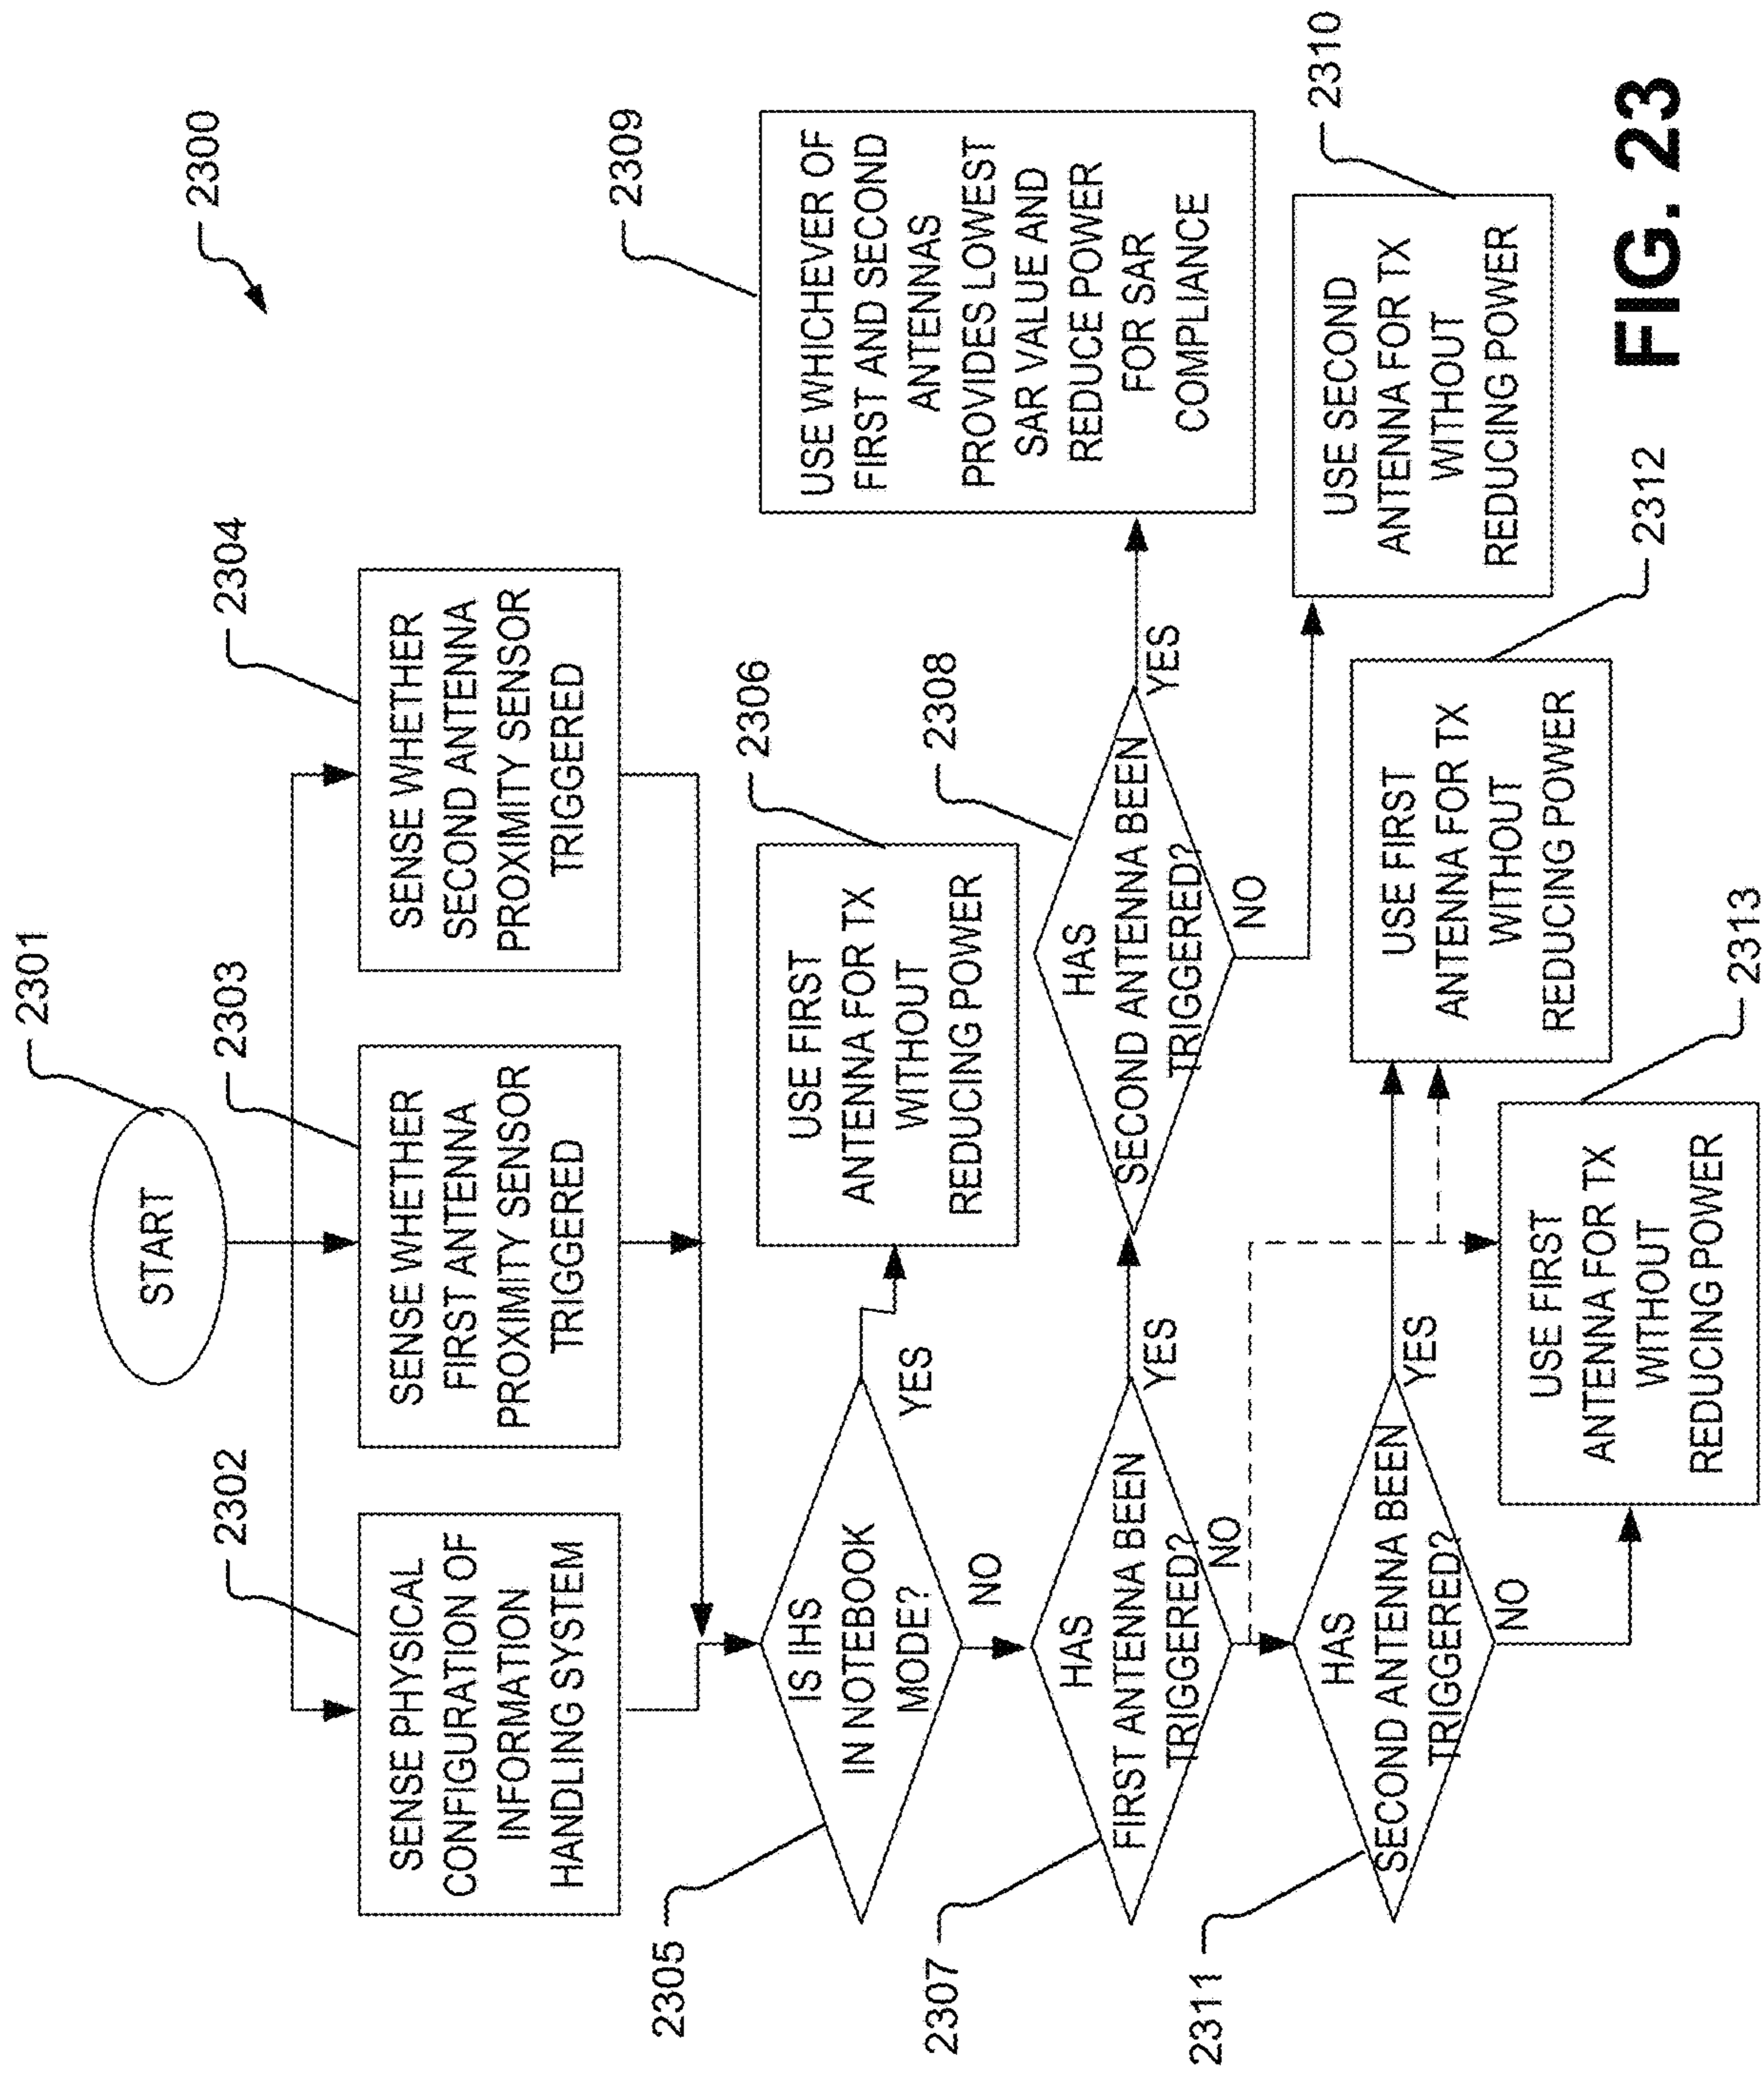 2300
2301
START
2302
SENSE PHYSICAL
CONFIGURATION OF
INFORMATION
HANDLING SYSTEM
2303
SENSE WHETHER
FIRST ANTENNA
PROXIMITY SENSOR
TRIGGERED
2304
SENSE WHETHER
SECOND ANTENNA
PROXIMITY SENSOR
TRIGGERED
2305
IS IHS
IN NOTEBOOK
MODE?
YES
NO
2306
USE FIRST
ANTENNA FOR TX
WITHOUT
REDUCING POWER
2307
HAS
FIRST ANTENNA BEEN
TRIGGERED?
YES
NO
2308
HAS
SECOND ANTENNA BEEN
TRIGGERED?
YES
NO
2309
USE WHICHEVER OF
FIRST AND SECOND
ANTENNAS
PROVIDES LOWEST
SAR VALUE AND
REDUCE POWER
FOR SAR
COMPLIANCE
2310
USE SECOND
ANTENNA FOR TX
WITHOUT
REDUCING POWER
2311
HAS
SECOND ANTENNA BEEN
TRIGGERED?
YES
NO
2312
USE FIRST
ANTENNA FOR TX
WITHOUT
REDUCING POWER
2313
USE FIRST
ANTENNA FOR TX
WITHOUT
REDUCING POWER
FIG. 23